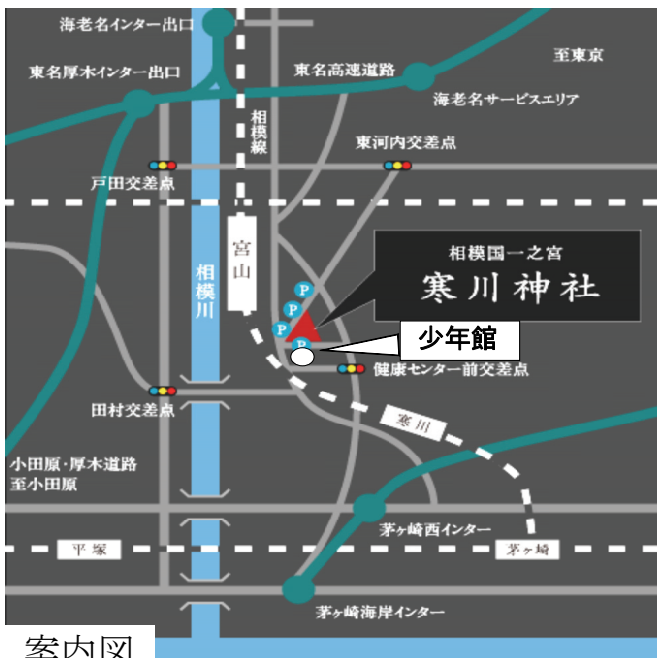 海老名インター出口
至東京
東名高速道路
東名厚木インター出口
海老名サービスエリア
相模線
東河内交差点
戸田交差点
宮山
相模国一之宮
寒川神社
相模川
P
P
P
P
少年館
健康センター前交差点
田村交差点
寒川
小田原・厚木道路
至小田原
茅ヶ崎西インター
平塚
茅ヶ崎
茅ヶ崎海岸インター
案内図